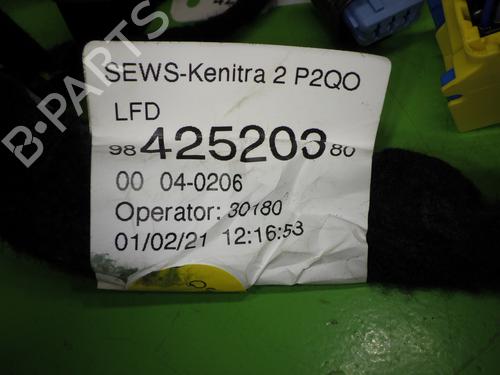 SEWS-Kenitra 2 P2QO
LFD
98 425203 80
00 04-0206
Operator: 30180
01/02/21 12:16:53
B-PARTS